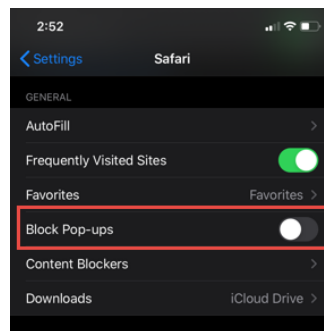 2:52
Settings Safari
GENERAL
AutoFill
Frequently Visited Sites
Favorites Favorites
Block Pop-ups
Content Blockers
Downloads iCloud Drive